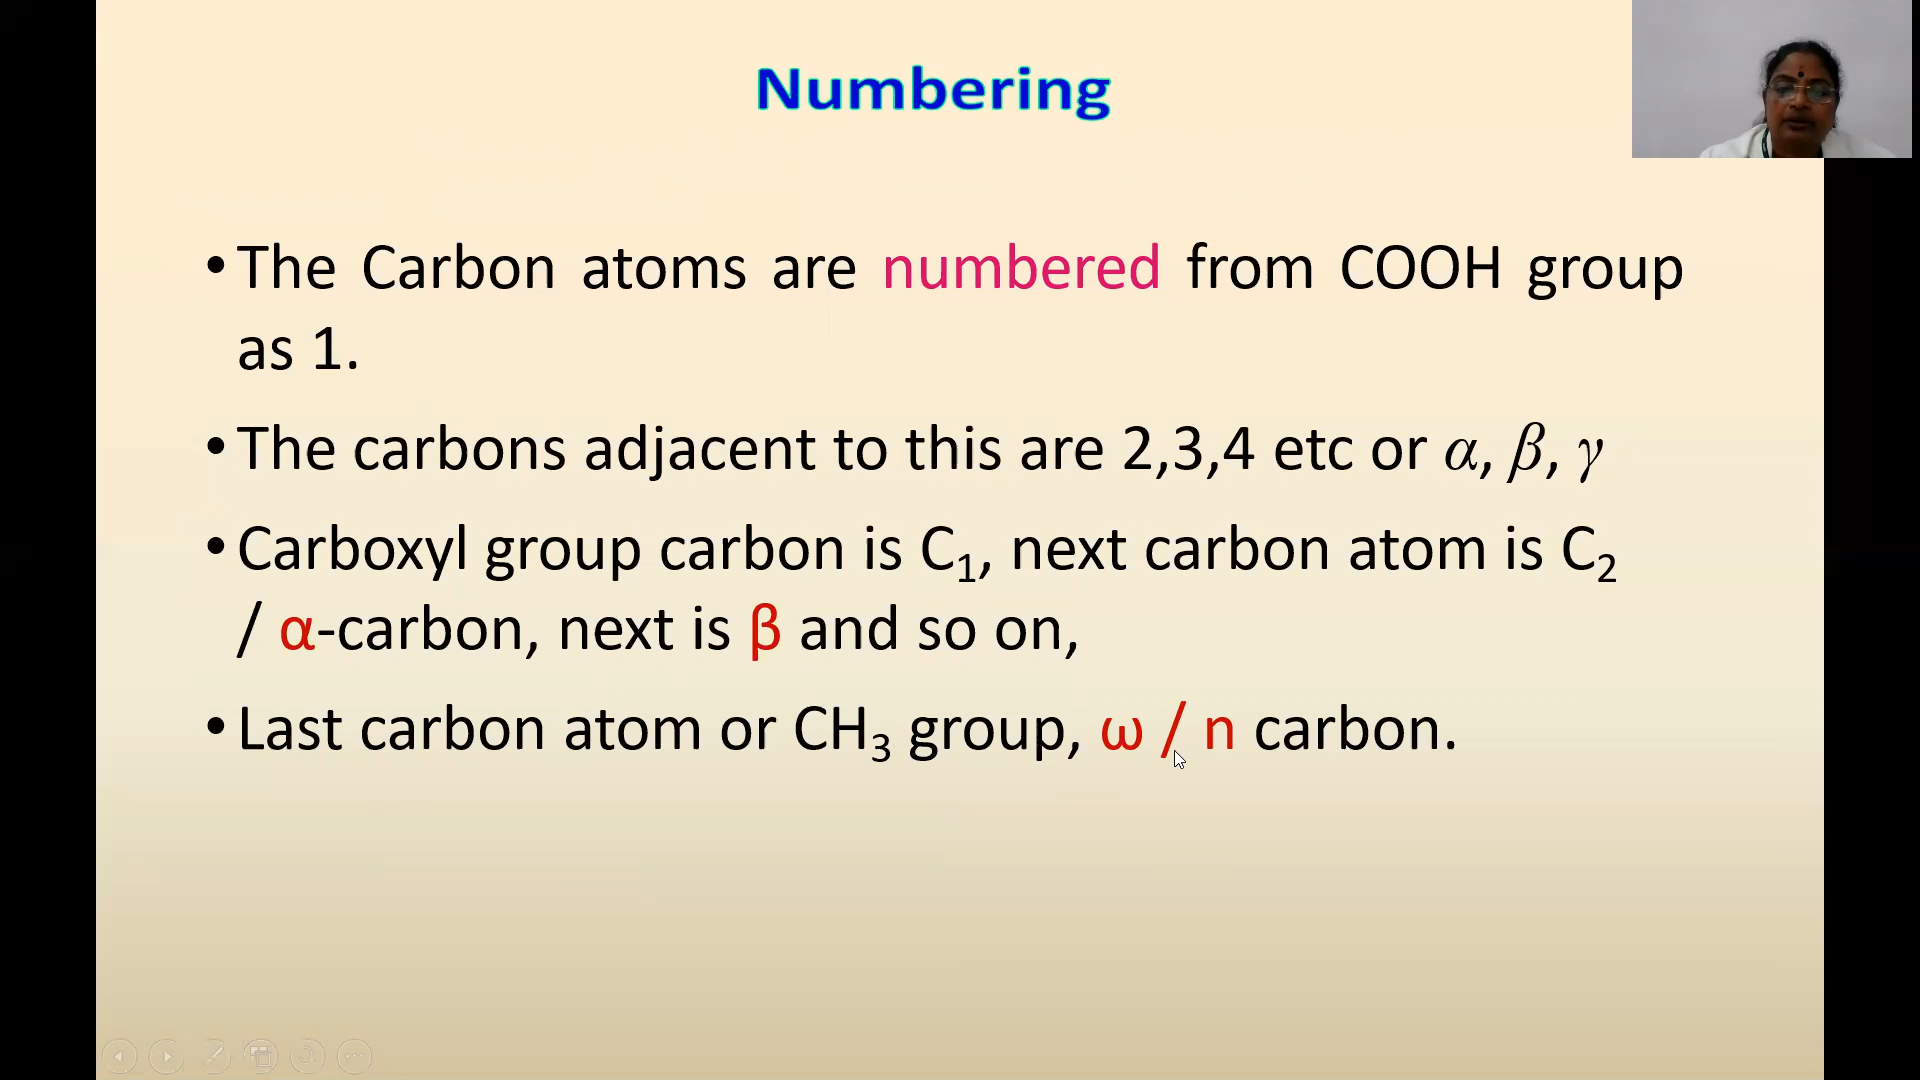 Numbering
•The Carbon atoms are numbered from COOH group
as 1.
•The carbons adjacent to this are 2,3,4 etc or α, β, γ
•Carboxyl group carbon is C₁, next carbon atom is C₂
/ α-carbon, next is β and so on,
•Last carbon atom or CH₃ group, ω / n carbon.